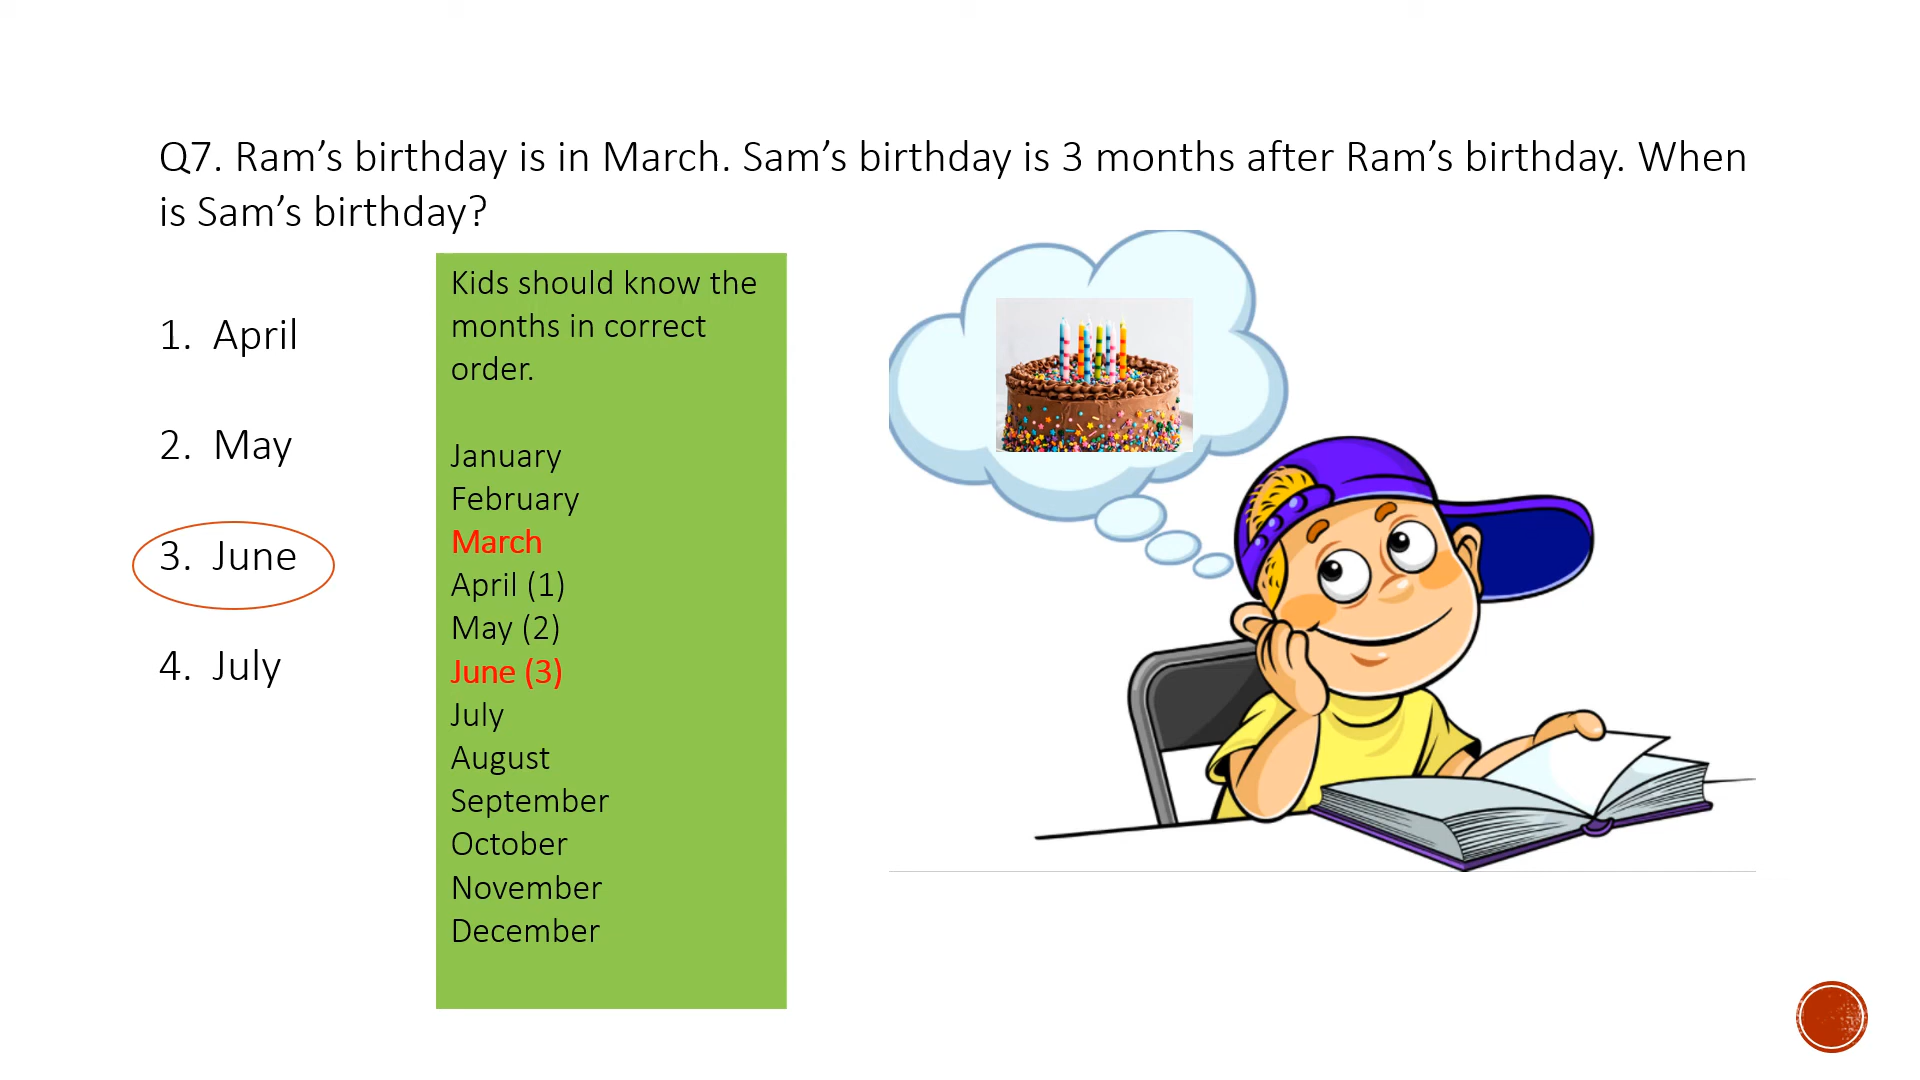 Q7. Ram’s birthday is in March. Sam’s birthday is 3 months after Ram’s birthday. When
is Sam’s birthday?
1. April
2. May
3. June
4. July
Kids should know the
months in correct
order.
January
February
March
April (1)
May (2)
June (3)
July
August
September
October
November
December